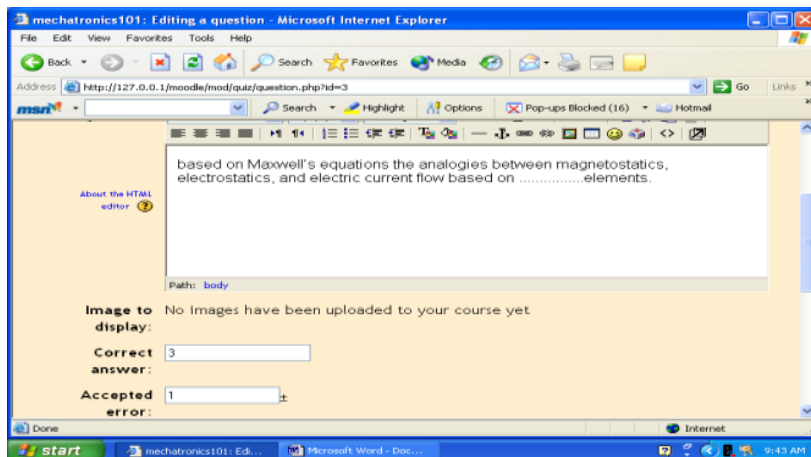 mechatronics101: Editing a question - Microsoft Internet Explorer
File Edit View Favorites Tools Help
Back Search Favorites Media
Address http://127.0.0.1/moodle/mod/quiz/question.php?id=3 Go Links »
msn Search Highlight Options Pop-ups Blocked (16) Hotmail »
based on Maxwell's equations the analogies between magnetostatics,
electrostatics, and electric current flow based on ................elements.
About the HTML
editor ?
Path: body
Image to No images have been uploaded to your course yet
display:
Correct 3
answer:
Accepted 1 ±
error:
Done Internet
start mechatronics101: Edi... Microsoft Word - Doc... 9:43 AM